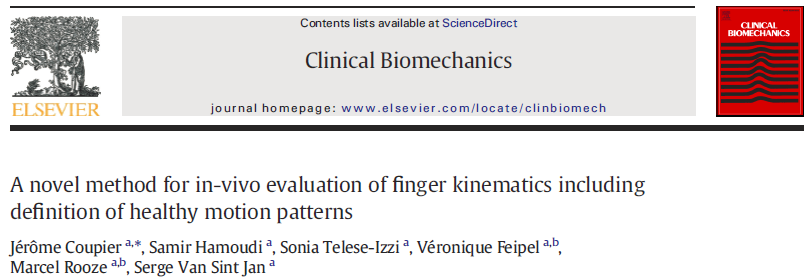 Contents lists available at ScienceDirect
CLINICAL
BIOMECHANICS
Clinical Biomechanics
ELSEVIER
journal homepage: www.elsevier.com/locate/clinbiomech
A novel method for in-vivo evaluation of finger kinematics including
definition of healthy motion patterns
Jérôme Coupier a,*, Samir Hamoudi a, Sonia Telese-Izzi a, Véronique Feipel a,b,
Marcel Rooze a,b, Serge Van Sint Jan a